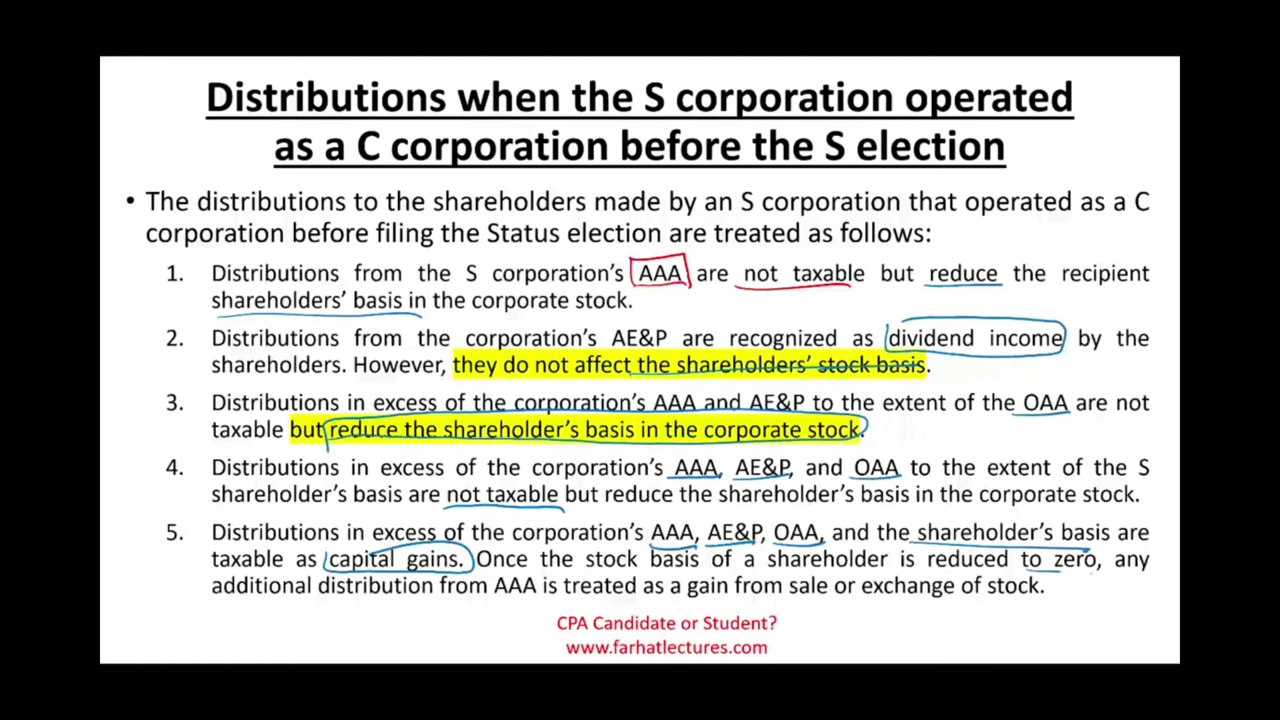 Distributions when the S corporation operated
as a C corporation before the S election
• The distributions to the shareholders made by an S corporation that operated as a C
corporation before filing the Status election are treated as follows:
1. Distributions from the S corporation's AAA are not taxable but reduce the recipient
shareholders' basis in the corporate stock.
2. Distributions from the corporation's AE&P are recognized as dividend income by the
shareholders. However, they do not affect the shareholders' stock basis.
3. Distributions in excess of the corporation's AAA and AE&P to the extent of the OAA are not
taxable but reduce the shareholder's basis in the corporate stock.
4. Distributions in excess of the corporation's AAA, AE&P, and OAA to the extent of the S
shareholder's basis are not taxable but reduce the shareholder's basis in the corporate stock.
5. Distributions in excess of the corporation's AAA, AE&P, OAA, and the shareholder's basis are
taxable as capital gains. Once the stock basis of a shareholder is reduced to zero, any
additional distribution from AAA is treated as a gain from sale or exchange of stock.
CPA Candidate or Student?
www.farhatlectures.com